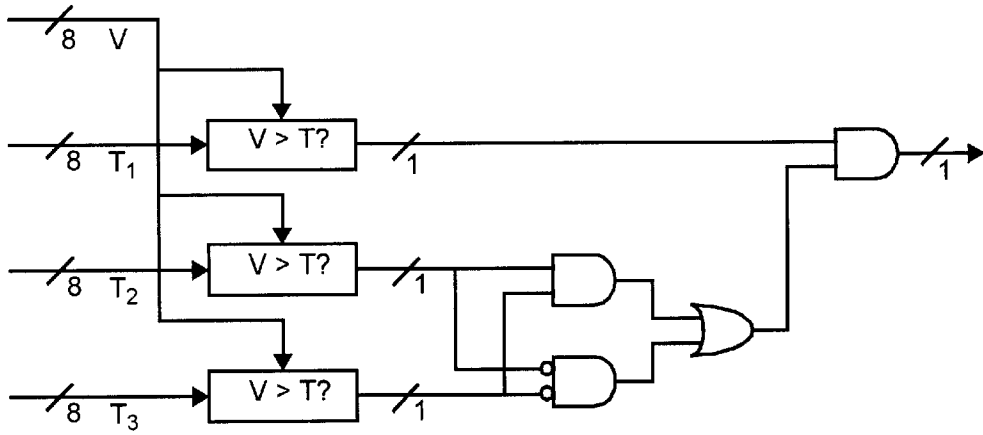 8 V
V > T?
8 T₁ 1 1
V > T?
8 T₂ 1
V > T?
8 T₃ 1